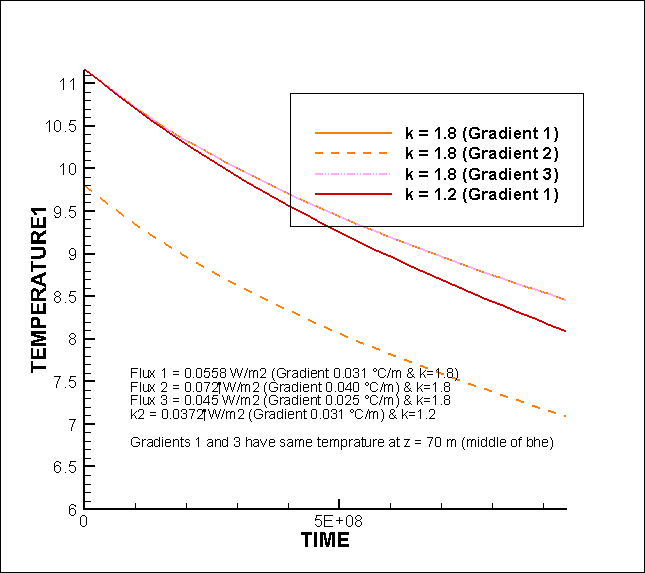 11
10.5
10
9.5
9
8.5
8
7.5
7
6.5
6
0
5E+08
TEMPERATURE1
TIME
k = 1.8 (Gradient 1)
k = 1.8 (Gradient 2)
k = 1.8 (Gradient 3)
k = 1.2 (Gradient 1)
Flux 1 = 0.0558 W/m2 (Gradient 0.031 °C/m & k=1.8)
Flux 2 = 0.072 W/m2 (Gradient 0.040 °C/m) & k=1.8
Flux 3 = 0.045 W/m2 (Gradient 0.025 °C/m) & k=1.8
k2 = 0.0372 W/m2 (Gradient 0.031 °C/m) & k=1.2
Gradients 1 and 3 have same temprature at z = 70 m (middle of bhe)